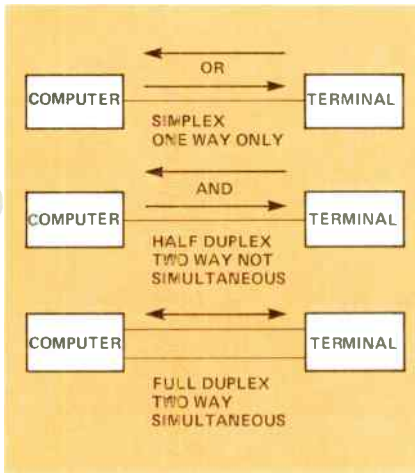 OR
COMPUTER TERMINAL
SIMPLEX
ONE WAY ONLY
AND
COMPUTER TERMINAL
HALF DUPLEX
TWO WAY NOT
SIMULTANEOUS
COMPUTER TERMINAL
FULL DUPLEX
TWO WAY
SIMULTANEOUS